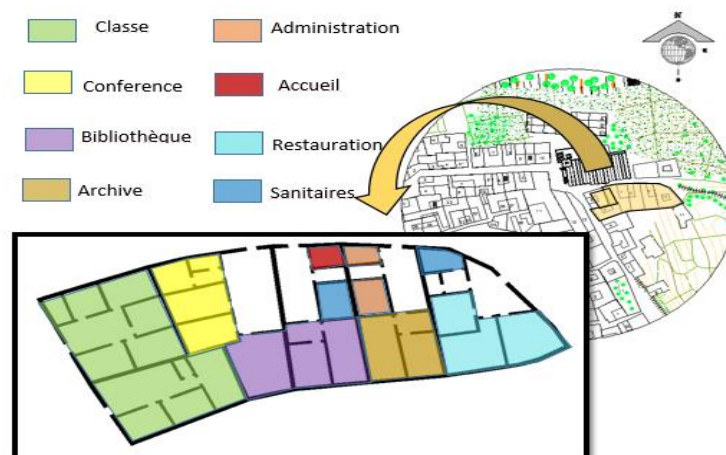 Classe
Administration
Conference
Accueil
Bibliothèque
Restauration
Archive
Sanitaires
N